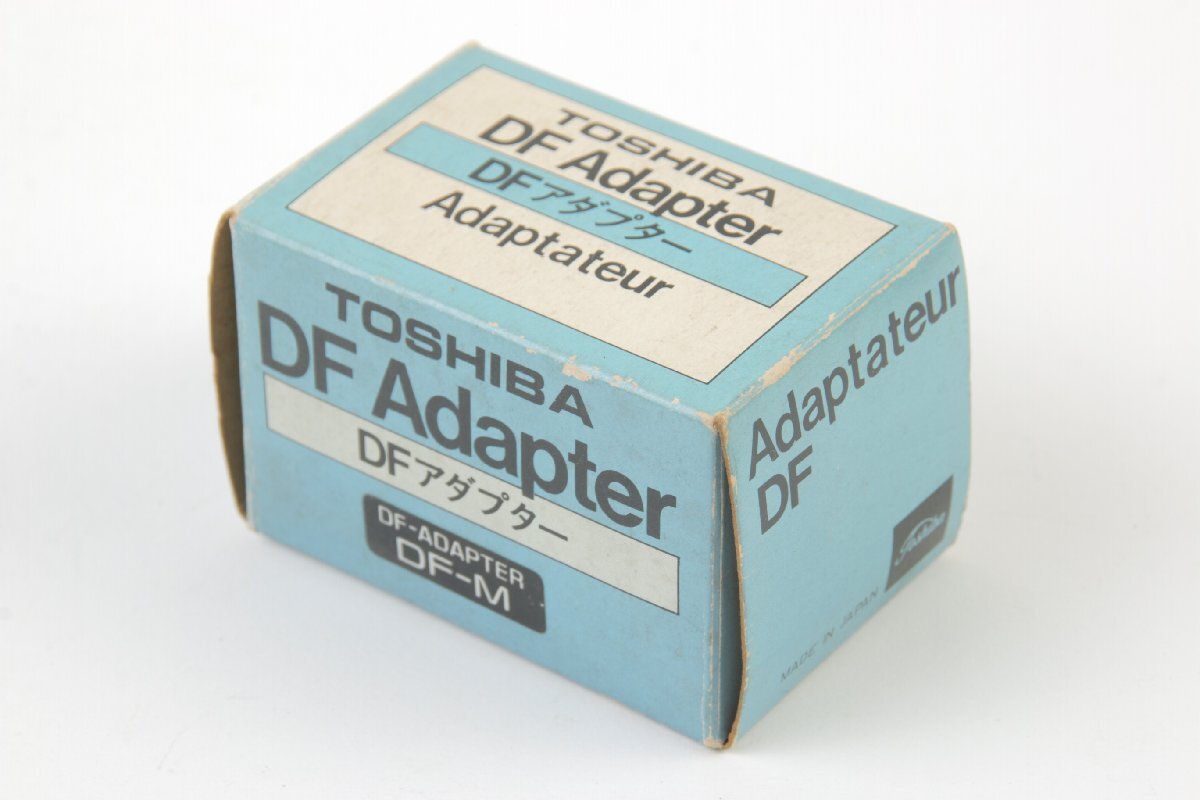 TOSHIBA
DF Adapter
DFアダプター
Adaptateur
TOSHIBA
DF Adapter
DFアダプター
DF-ADAPTER
DF-M
Adaptateur
DF
Toshiba
MADE IN JAPAN